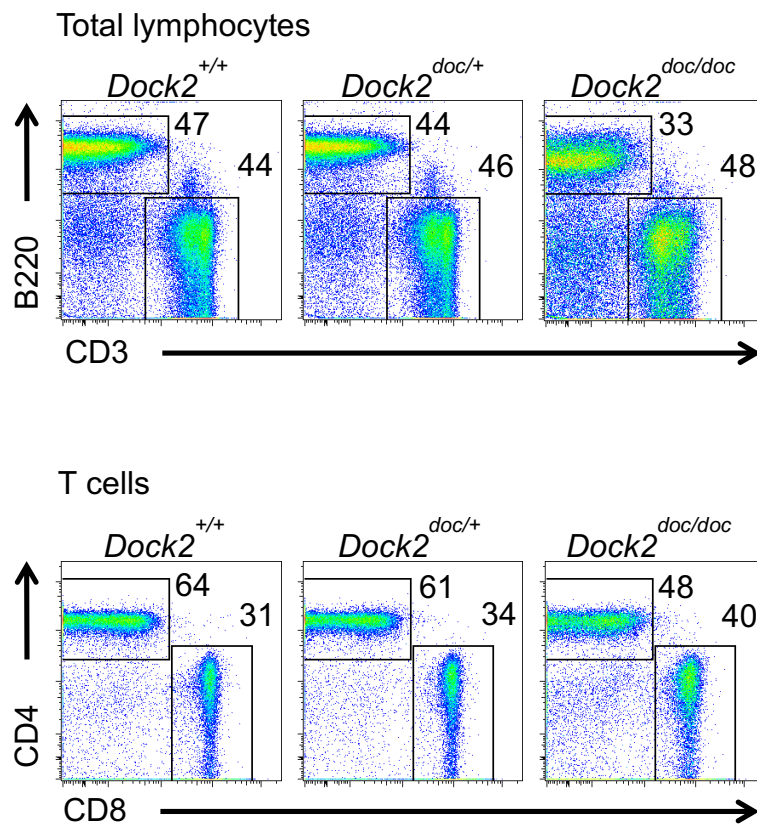 Total lymphocytes
Dock2+/+ Dock2doc/+ Dock2doc/doc
47 44 33
44 46 48
B220
CD3
T cells
Dock2+/+ Dock2doc/+ Dock2doc/doc
64 61 48
31 34 40
CD4
CD8